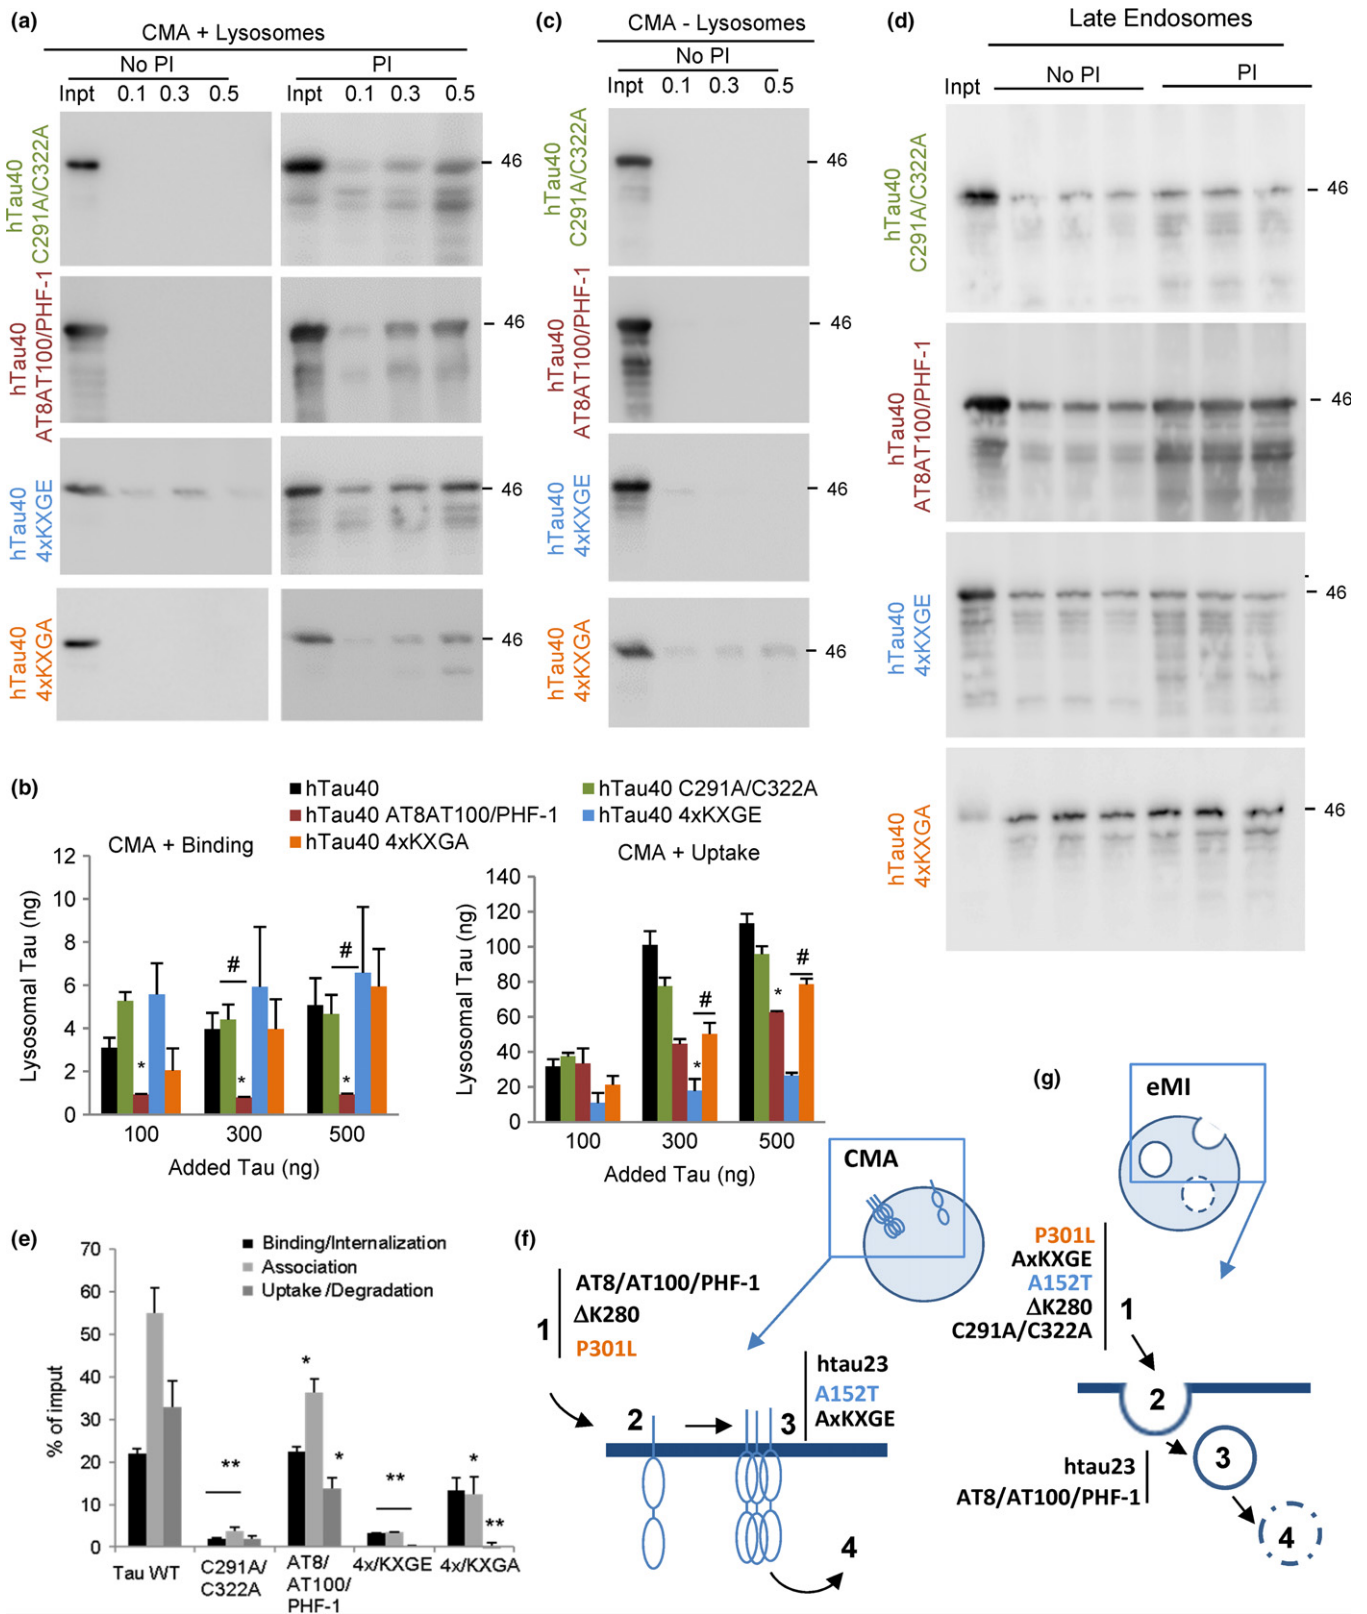 (a)
CMA + Lysosomes
No PI
PI
Inpt 0.1 0.3 0.5
Inpt 0.1 0.3 0.5
hTau40
C291A/C322A
46
hTau40
AT8AT100/PHF-1
46
hTau40
4xKXGE
46
hTau40
4xKXGA
46
(c)
CMA - Lysosomes
No PI
Inpt 0.1 0.3 0.5
hTau40
C291A/C322A
46
hTau40
AT8AT100/PHF-1
46
hTau40
4xKXGE
46
hTau40
4xKXGA
46
(d)
Late Endosomes
Inpt No PI PI
hTau40
C291A/C322A
46
hTau40
AT8AT100/PHF-1
46
hTau40
4xKXGE
46
hTau40
4xKXGA
46
(b)
hTau40
hTau40 C291A/C322A
hTau40 AT8AT100/PHF-1
hTau40 4xKXGE
hTau40 4xKXGA
CMA + Binding
Lysosomal Tau (ng)
12
10
8
6
4
2
0
* # * # *
100 300 500
Added Tau (ng)
CMA + Uptake
Lysosomal Tau (ng)
140
120
100
80
60
40
20
0
* # * #
100 300 500
Added Tau (ng)
(e)
Binding/Internalization
Association
Uptake/Degradation
% of imput
70
60
50
40
30
20
10
0
** * * ** * **
Tau WT
C291A/
C322A
AT8/
AT100/
PHF-1
4x/KXGE
4x/KXGA
(f)
CMA
1
AT8/AT100/PHF-1
ΔK280
P301L
2
3
htau23
A152T
AxKXGE
4
(g)
eMI
P301L
AxKXGE
A152T
ΔK280
C291A/C322A
1
2
3
htau23
AT8/AT100/PHF-1
4